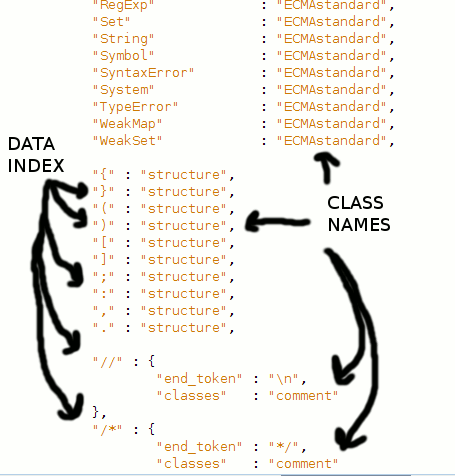 "RegExp" : "ECMAstandard",
"Set" : "ECMAstandard",
"String" : "ECMAstandard",
"Symbol" : "ECMAstandard",
"SyntaxError" : "ECMAstandard",
"System" : "ECMAstandard",
"TypeError" : "ECMAstandard",
"WeakMap" : "ECMAstandard",
"WeakSet" : "ECMAstandard",
DATA
INDEX
"{" : "structure",
"}" : "structure",
"(" : "structure",
")" : "structure",
"[" : "structure",
"]" : "structure",
";" : "structure",
":" : "structure",
"," : "structure",
"." : "structure",
CLASS
NAMES
"//" : {
"end_token" : "\n",
"classes" : "comment"
},
"/*" : {
"end_token" : "*/",
"classes" : "comment"